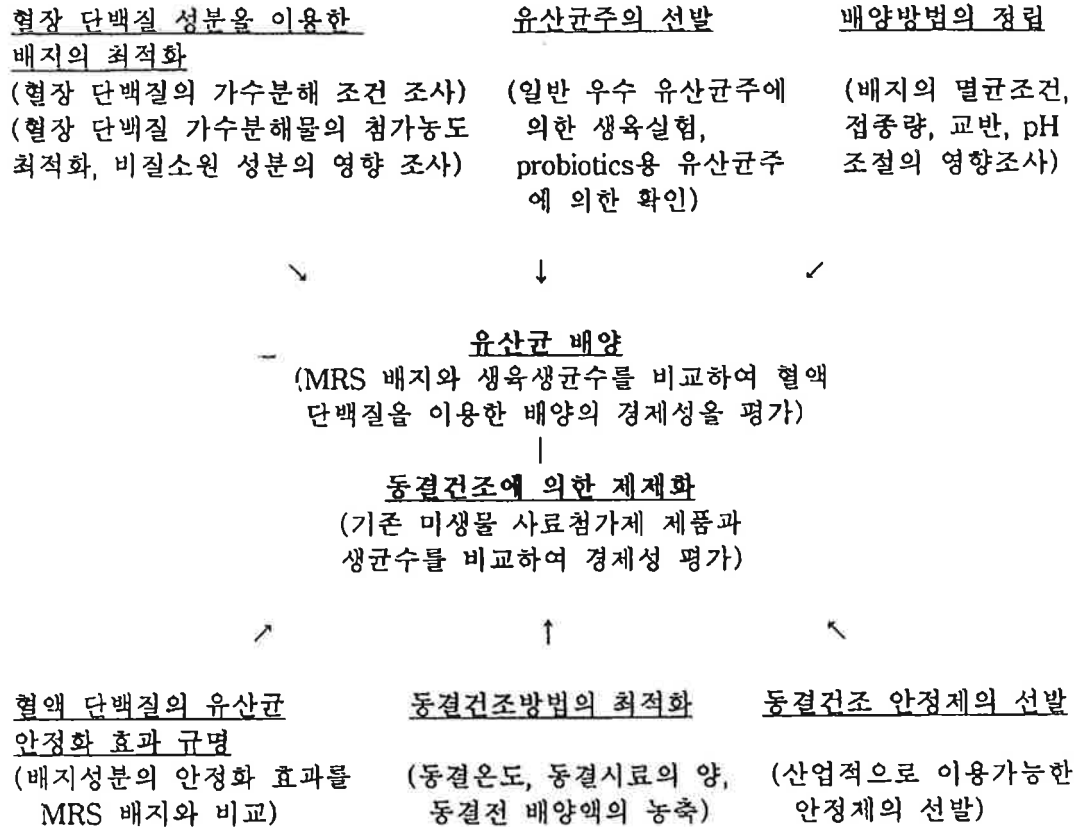 혈장 단백질 성분을 이용한
배지의 최적화
(혈장 단백질의 가수분해 조건 조사)
(혈장 단백질 가수분해물의 첨가농도
최적화, 비질소원 성분의 영향 조사)
유산균주의 선발
(일반 우수 유산균주에
의한 생육실험,
probiotics용 유산균주
에 의한 확인)
배양방법의 정립
(배지의 멸균조건,
접종량, 교반, pH
조절의 영향조사)
↘ ↓ ↙
유산균 배양
(MRS 배지와 생육생균수를 비교하여 혈액
단백질을 이용한 배양의 경제성을 평가)
|
동결건조에 의한 제제화
(기존 미생물 사료첨가제 제품과
생균수를 비교하여 경제성 평가)
↗ ↑ ↖
혈액 단백질의 유산균
안정화 효과 규명
(배지성분의 안정화 효과를
MRS 배지와 비교)
동결건조방법의 최적화
(동결온도, 동결시료의 양,
동결전 배양액의 농축)
동결건조 안정제의 선발
(산업적으로 이용가능한
안정제의 선발)